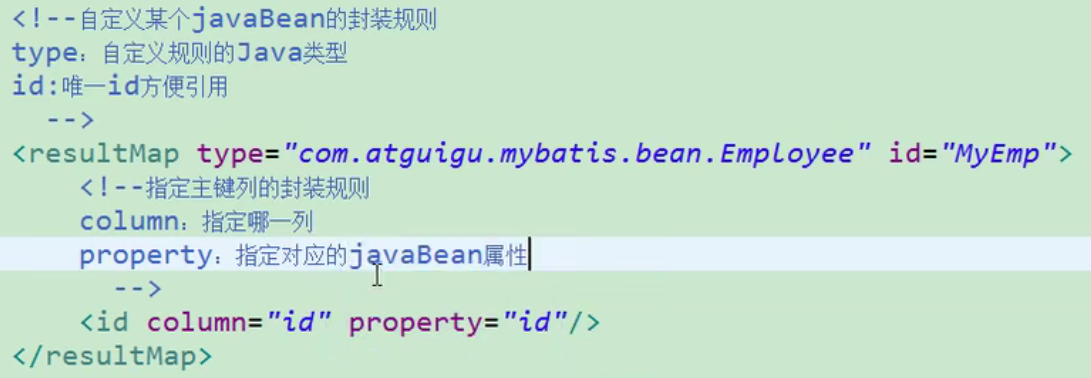 <!--自定义某个javaBean的封装规则
type：自定义规则的Java类型
id:唯一id方便引用
-->
<resultMap type="com.atguigu.mybatis.bean.Employee" id="MyEmp">
<!--指定主键列的封装规则
column：指定哪一列
property：指定对应的javaBean属性
-->
<id column="id" property="id"/>
</resultMap>